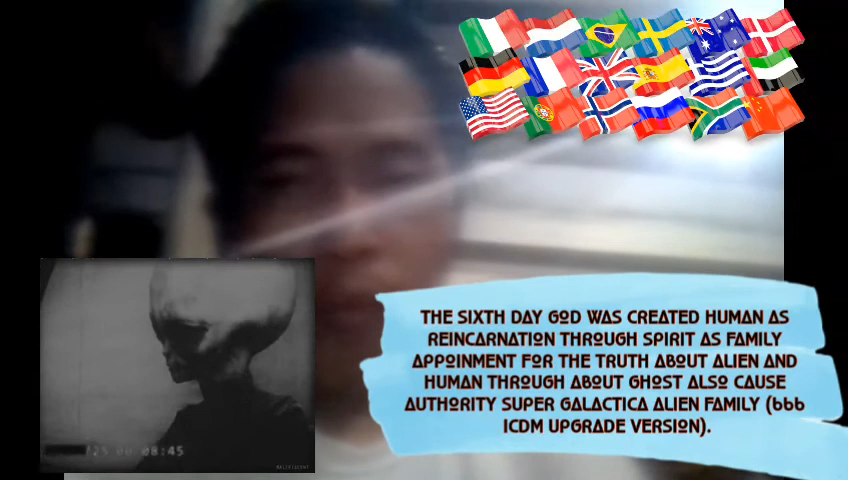 THE SIXTH DAY GOD WAS CREATED HUMAN AS
REINCARNATION THROUGH SPIRIT AS FAMILY
APPOINMENT FOR THE TRUTH ABOUT ALIEN AND
HUMAN THROUGH ABOUT GHOST ALSO CAUSE
AUTHORITY SUPER GALACTICA ALIEN FAMILY (666
ICDM UPGRADE VERSION).